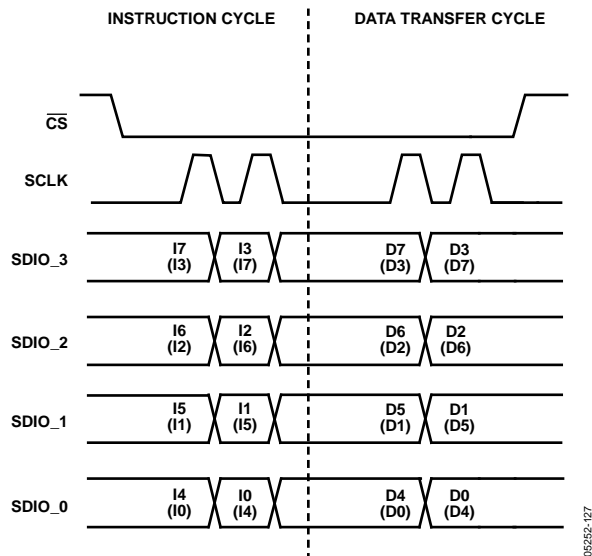 INSTRUCTION CYCLE DATA TRANSFER CYCLE
CS
SCLK
SDIO_3 I7 I3 D7 D3
(I3) (I7) (D3) (D7)
SDIO_2 I6 I2 D6 D2
(I2) (I6) (D2) (D6)
SDIO_1 I5 I1 D5 D1
(I1) (I5) (D1) (D5)
SDIO_0 I4 I0 D4 D0
(I0) (I4) (D0) (D4)
05252-127